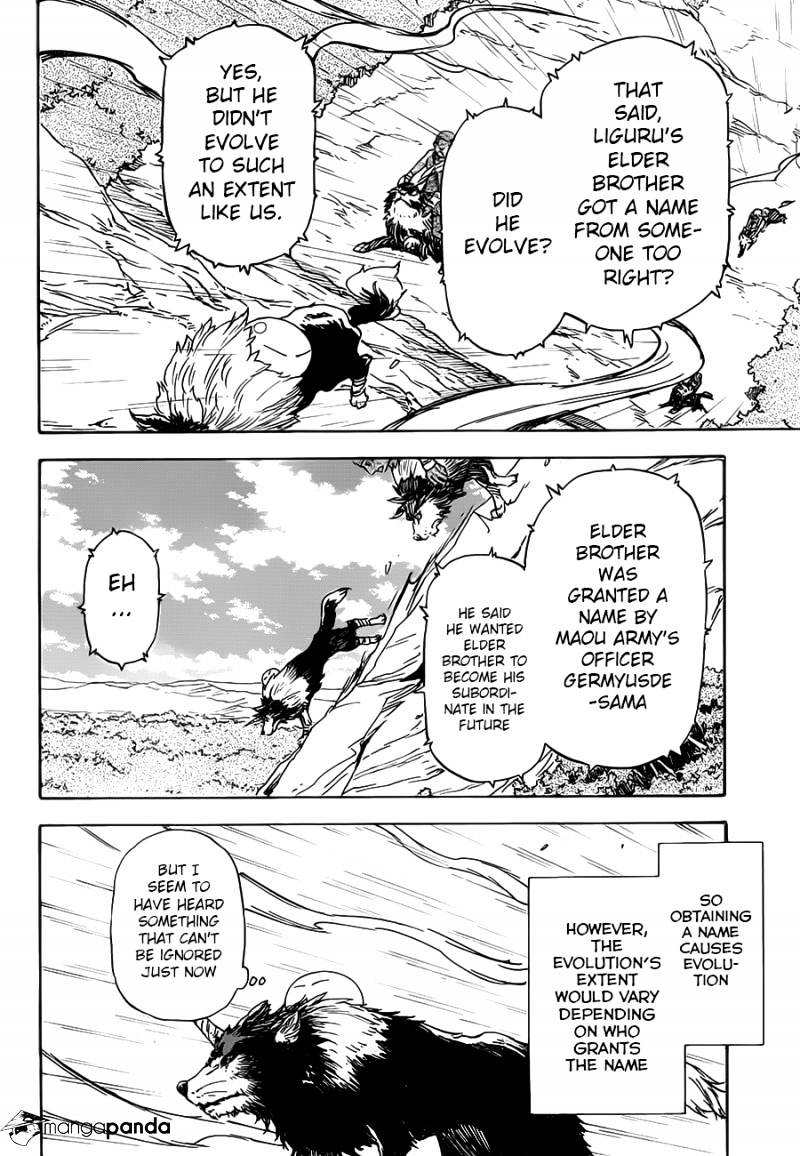 THAT
SAID,
LIGURU'S
ELDER
BROTHER
GOT A NAME
FROM SOME-
ONE TOO
RIGHT?
DID
HE
EVOLVE?
YES,
BUT HE
DIDN'T
EVOLVE
TO SUCH
AN EXTENT
LIKE US.
ELDER
BROTHER
WAS
GRANTED
A NAME BY
MAOU ARMY'S
OFFICER
GERMYUSDE
-SAMA
HE SAID
HE WANTED
ELDER
BROTHER TO
BECOME HIS
SUBORDI-
NATE IN THE
FUTURE
EH
...
SO
OBTAINING
A NAME
CAUSES
EVOLU-
TION
HOWEVER,
THE
EVOLUTION'S
EXTENT
WOULD VARY
DEPENDING
ON WHO
GRANTS
THE NAME
BUT I
SEEM TO
HAVE HEARD
SOMETHING
THAT CAN'T
BE IGNORED
JUST NOW
mangapanda